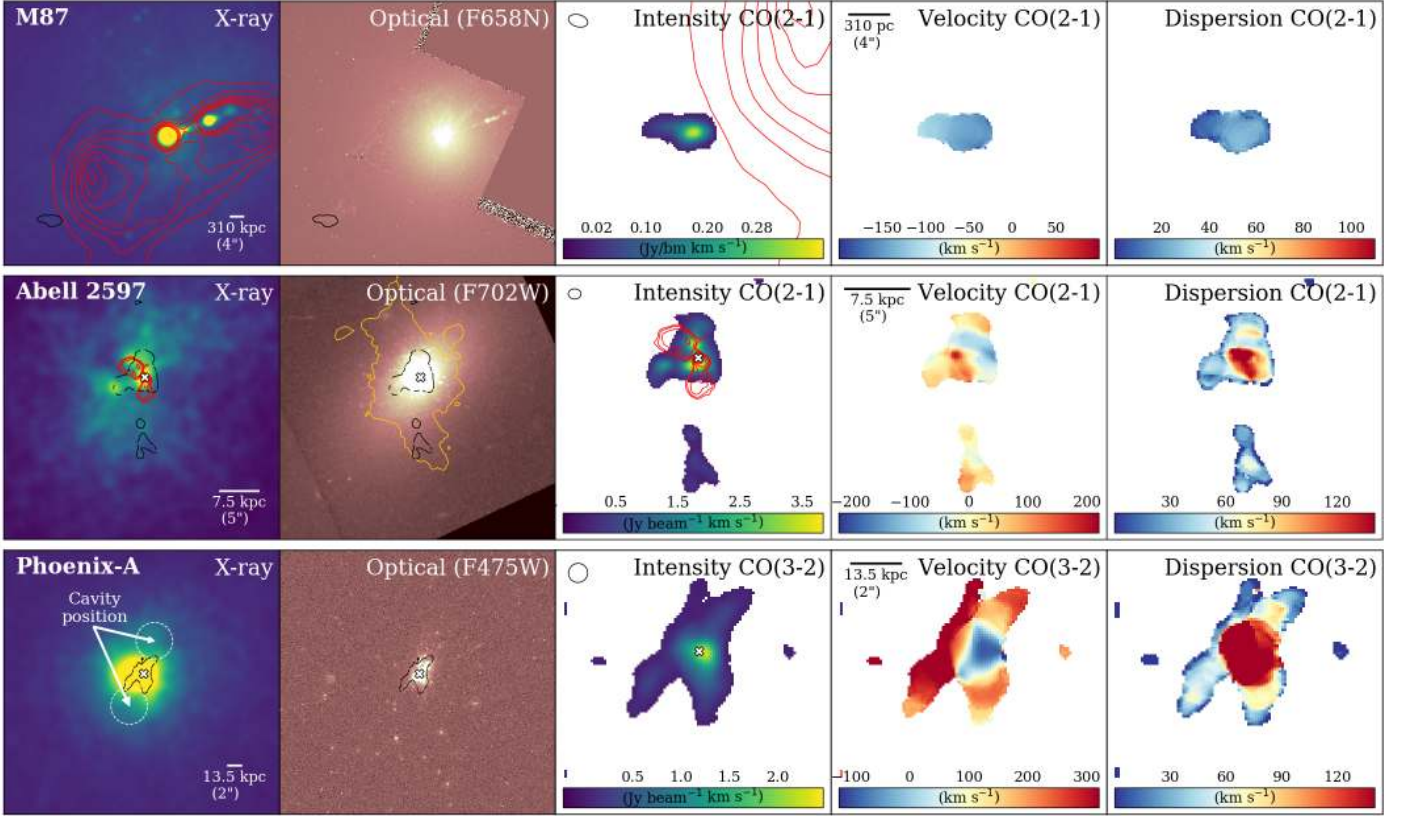 M87 X-ray
310 kpc
(4")
Optical (F658N)
Intensity CO(2-1)
0.02 0.10 0.20 0.28
(Jy/bm km s⁻¹)
310 pc
(4")
Velocity CO(2-1)
−150 −100 −50 0 50
(km s⁻¹)
Dispersion CO(2-1)
20 40 60 80 100
(km s⁻¹)
Abell 2597 X-ray
7.5 kpc
(5")
Optical (F702W)
Intensity CO(2-1)
0.5 1.5 2.5 3.5
(Jy beam⁻¹ km s⁻¹)
7.5 kpc
(5")
Velocity CO(2-1)
−200 −100 0 100 200
(km s⁻¹)
Dispersion CO(2-1)
30 60 90 120
(km s⁻¹)
Phoenix-A X-ray
Cavity
position
13.5 kpc
(2")
Optical (F475W)
Intensity CO(3-2)
0.5 1.0 1.5 2.0
(Jy beam⁻¹ km s⁻¹)
13.5 kpc
(2")
Velocity CO(3-2)
−100 0 100 200 300
(km s⁻¹)
Dispersion CO(3-2)
30 60 90 120
(km s⁻¹)